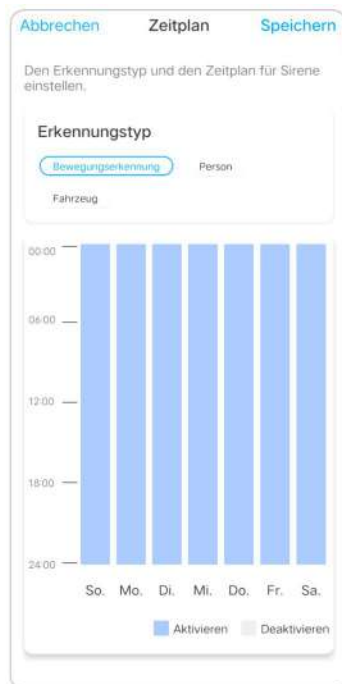 Abbrechen Zeitplan Speichern
Den Erkennungstyp und den Zeitplan für Sirene
einstellen.
Erkennungstyp
Bewegungserkennung Person
Fahrzeug
00:00
06:00
12:00
18:00
24:00
So. Mo. Di. Mi. Do. Fr. Sa.
Aktivieren Deaktivieren